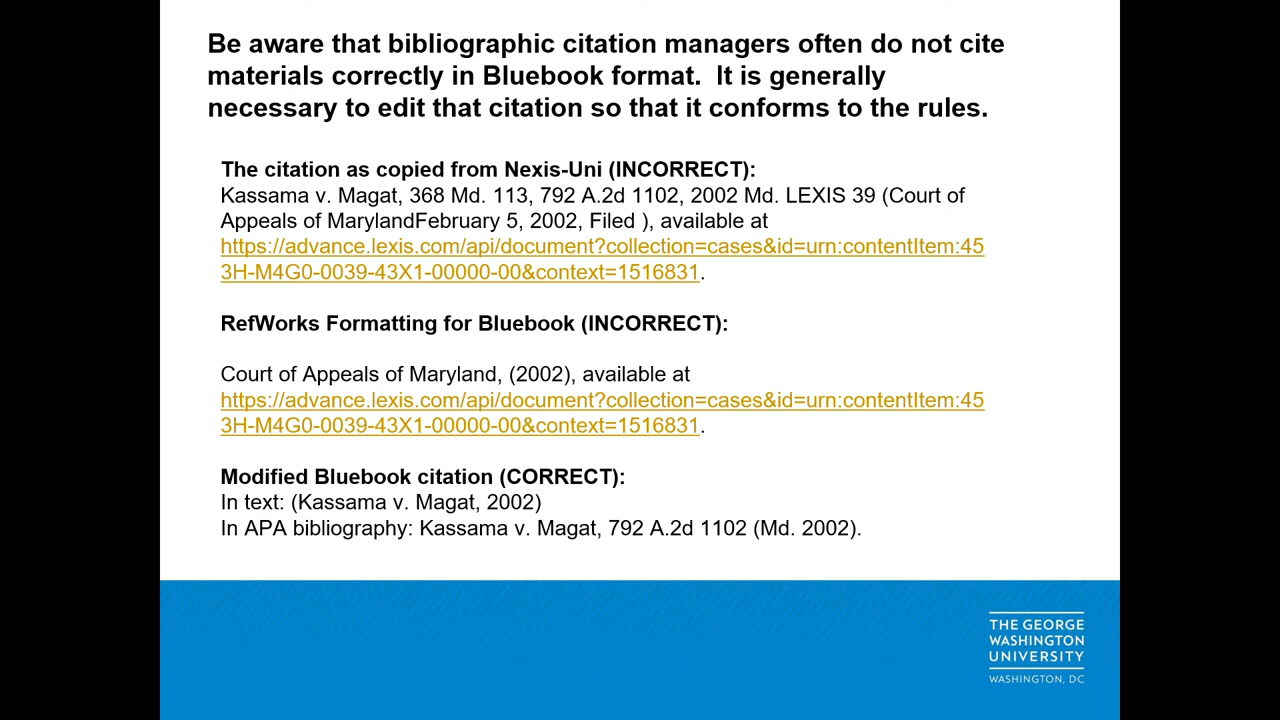 Be aware that bibliographic citation managers often do not cite
materials correctly in Bluebook format.  It is generally
necessary to edit that citation so that it conforms to the rules.
The citation as copied from Nexis-Uni (INCORRECT):
Kassama v. Magat, 368 Md. 113, 792 A.2d 1102, 2002 Md. LEXIS 39 (Court of
Appeals of MarylandFebruary 5, 2002, Filed ), available at
https://advance.lexis.com/api/document?collection=cases&id=urn:contentItem:45
3H-M4G0-0039-43X1-00000-00&context=1516831.
RefWorks Formatting for Bluebook (INCORRECT):
Court of Appeals of Maryland, (2002), available at
https://advance.lexis.com/api/document?collection=cases&id=urn:contentItem:45
3H-M4G0-0039-43X1-00000-00&context=1516831.
Modified Bluebook citation (CORRECT):
In text: (Kassama v. Magat, 2002)
In APA bibliography: Kassama v. Magat, 792 A.2d 1102 (Md. 2002).
THE GEORGE
WASHINGTON
UNIVERSITY
WASHINGTON, DC